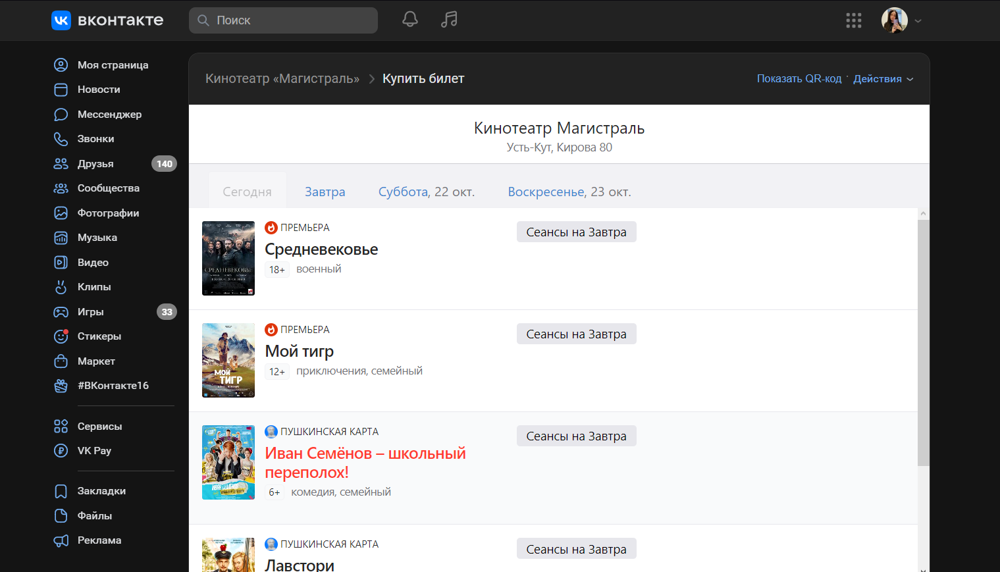 ВКОНТАКТЕ
Поиск
Моя страница
Новости
Мессенджер
Звонки
Друзья 140
Сообщества
Фотографии
Музыка
Видео
Клипы
Игры 33
Стикеры
Маркет
#ВКонтакте16
Сервисы
VK Pay
Закладки
Файлы
Реклама
Кинотеатр «Магистраль» Купить билет
Показать QR-код · Действия
Кинотеатр Магистраль
Усть-Кут, Кирова 80
Сегодня Завтра Суббота, 22 окт. Воскресенье, 23 окт.
СРЕДНЕВЕКОВЬЕ
ПРЕМЬЕРА
Средневековье
18+ военный
Сеансы на Завтра
МОЙ
ТИГР
ПРЕМЬЕРА
Мой тигр
12+ приключения, семейный
Сеансы на Завтра
ПУШКИНСКАЯ КАРТА
Иван Семёнов – школьный
переполох!
6+ комедия, семейный
Сеансы на Завтра
ПУШКИНСКАЯ КАРТА
Лавстори
Сеансы на Завтра